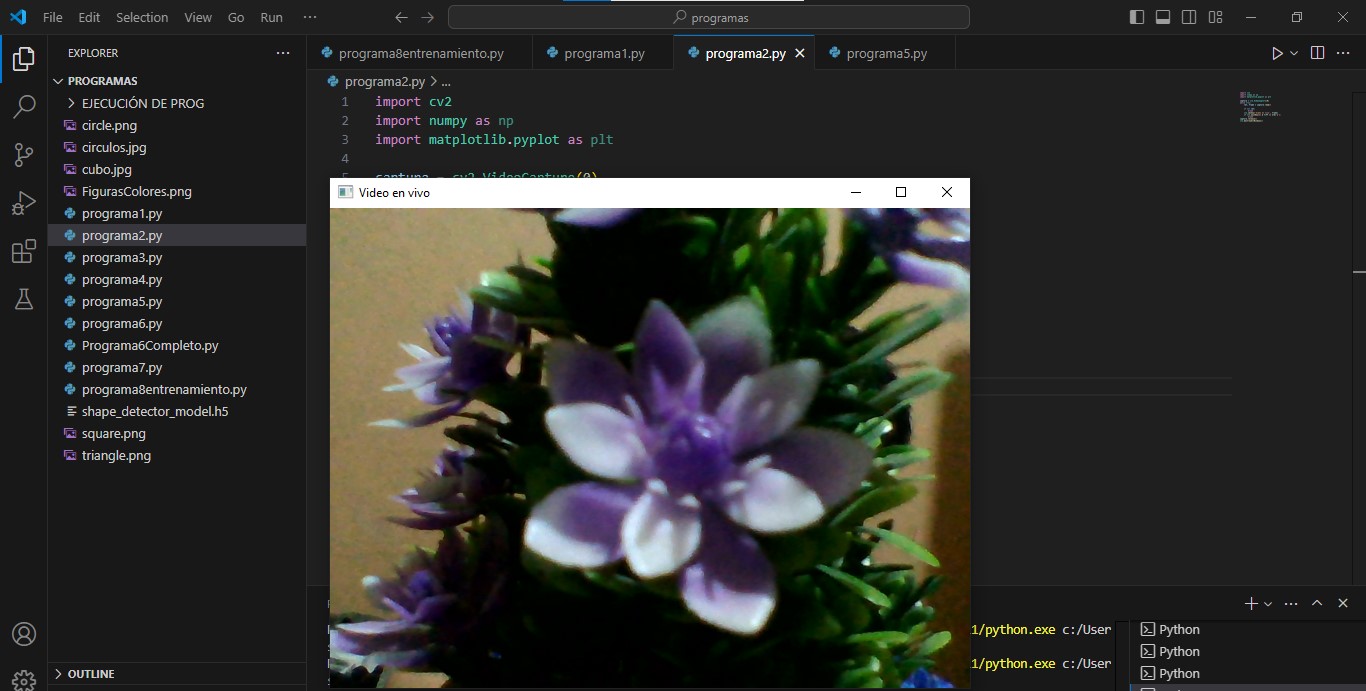 File Edit Selection View Go Run ···
programas
EXPLORER ···
PROGRAMAS
EJECUCIÓN DE PROG
circle.png
circulos.jpg
cubo.jpg
FigurasColores.png
programa1.py
programa2.py
programa3.py
programa4.py
programa5.py
programa6.py
Programa6Completo.py
programa7.py
programa8entrenamiento.py
shape_detector_model.h5
square.png
triangle.png
OUTLINE
programa8entrenamiento.py programa1.py programa2.py programa5.py
programa2.py > ...
1 import cv2
2 import numpy as np
3 import matplotlib.pyplot as plt
4
5 captura = cv2.VideoCapture(0)
Video en vivo
1/python.exe c:/User
1/python.exe c:/User
Python
Python
Python